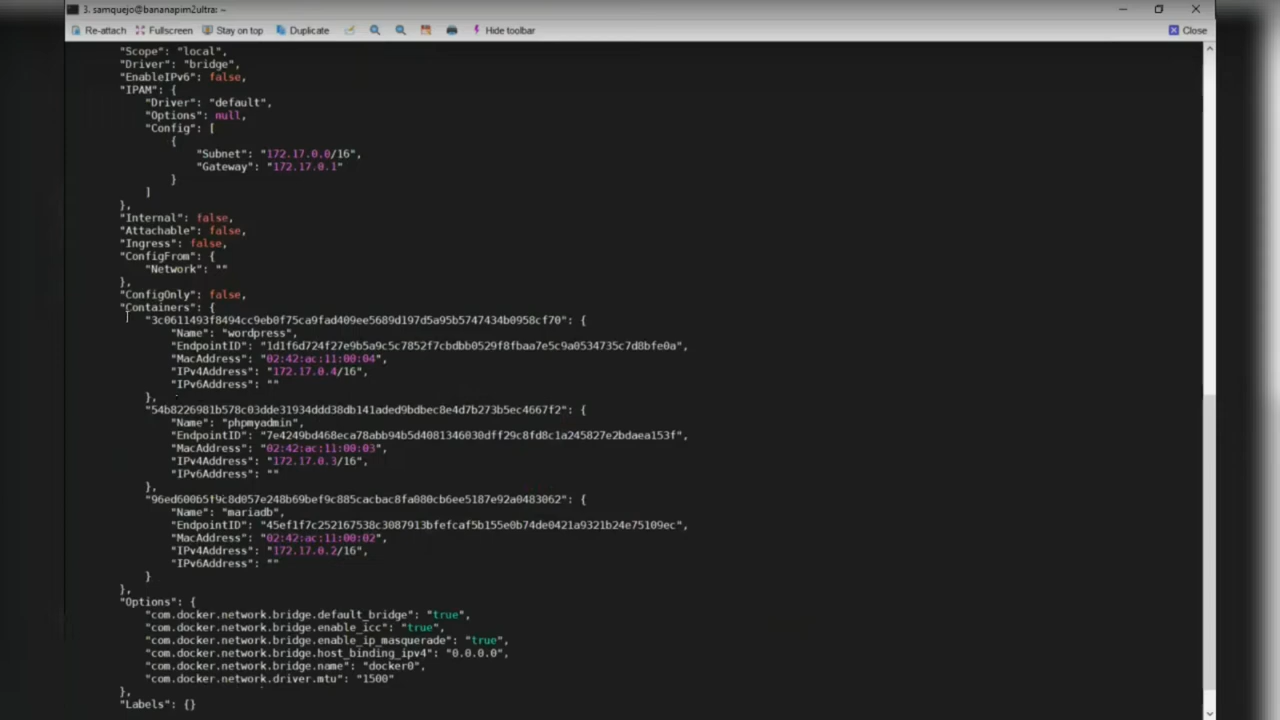 3. samquejo@bananapim2ultra: ~
Re-attach Fullscreen Stay on top Duplicate Hide toolbar Close
"Scope": "local",
"Driver": "bridge",
"EnableIPv6": false,
"IPAM": {
"Driver": "default",
"Options": null,
"Config": [
{
"Subnet": "172.17.0.0/16",
"Gateway": "172.17.0.1"
}
]
},
"Internal": false,
"Attachable": false,
"Ingress": false,
"ConfigFrom": {
"Network": ""
},
"ConfigOnly": false,
"Containers": {
"3c0611493f8494cc9eb0f75ca9fad409ee5689d197d5a95b5747434b0958cf70": {
"Name": "wordpress",
"EndpointID": "1d1f6d724f27e9b5a9c5c7852f7cbdbb0529f8fbaa7e5c9a0534735c7d8bfe0a",
"MacAddress": "02:42:ac:11:00:04",
"IPv4Address": "172.17.0.4/16",
"IPv6Address": ""
},
"54b8226981b578c03dde31934ddd38db141aded9bdbec8e4d7b273b5ec4667f2": {
"Name": "phpmyadmin",
"EndpointID": "7e4249bd468eca78abb94b5d4081346030dff29c8fd8c1a245827e2bdaea153f",
"MacAddress": "02:42:ac:11:00:03",
"IPv4Address": "172.17.0.3/16",
"IPv6Address": ""
},
"96ed600b5f9c8d057e248b69bef9c885cacbac8fa080cb6ee5187e92a0483062": {
"Name": "mariadb",
"EndpointID": "45ef1f7c252167538c3087913bfefcaf5b155e0b74de0421a9321b24e75109ec",
"MacAddress": "02:42:ac:11:00:02",
"IPv4Address": "172.17.0.2/16",
"IPv6Address": ""
}
},
"Options": {
"com.docker.network.bridge.default_bridge": "true",
"com.docker.network.bridge.enable_icc": "true",
"com.docker.network.bridge.enable_ip_masquerade": "true",
"com.docker.network.bridge.host_binding_ipv4": "0.0.0.0",
"com.docker.network.bridge.name": "docker0",
"com.docker.network.driver.mtu": "1500"
},
"Labels": {}